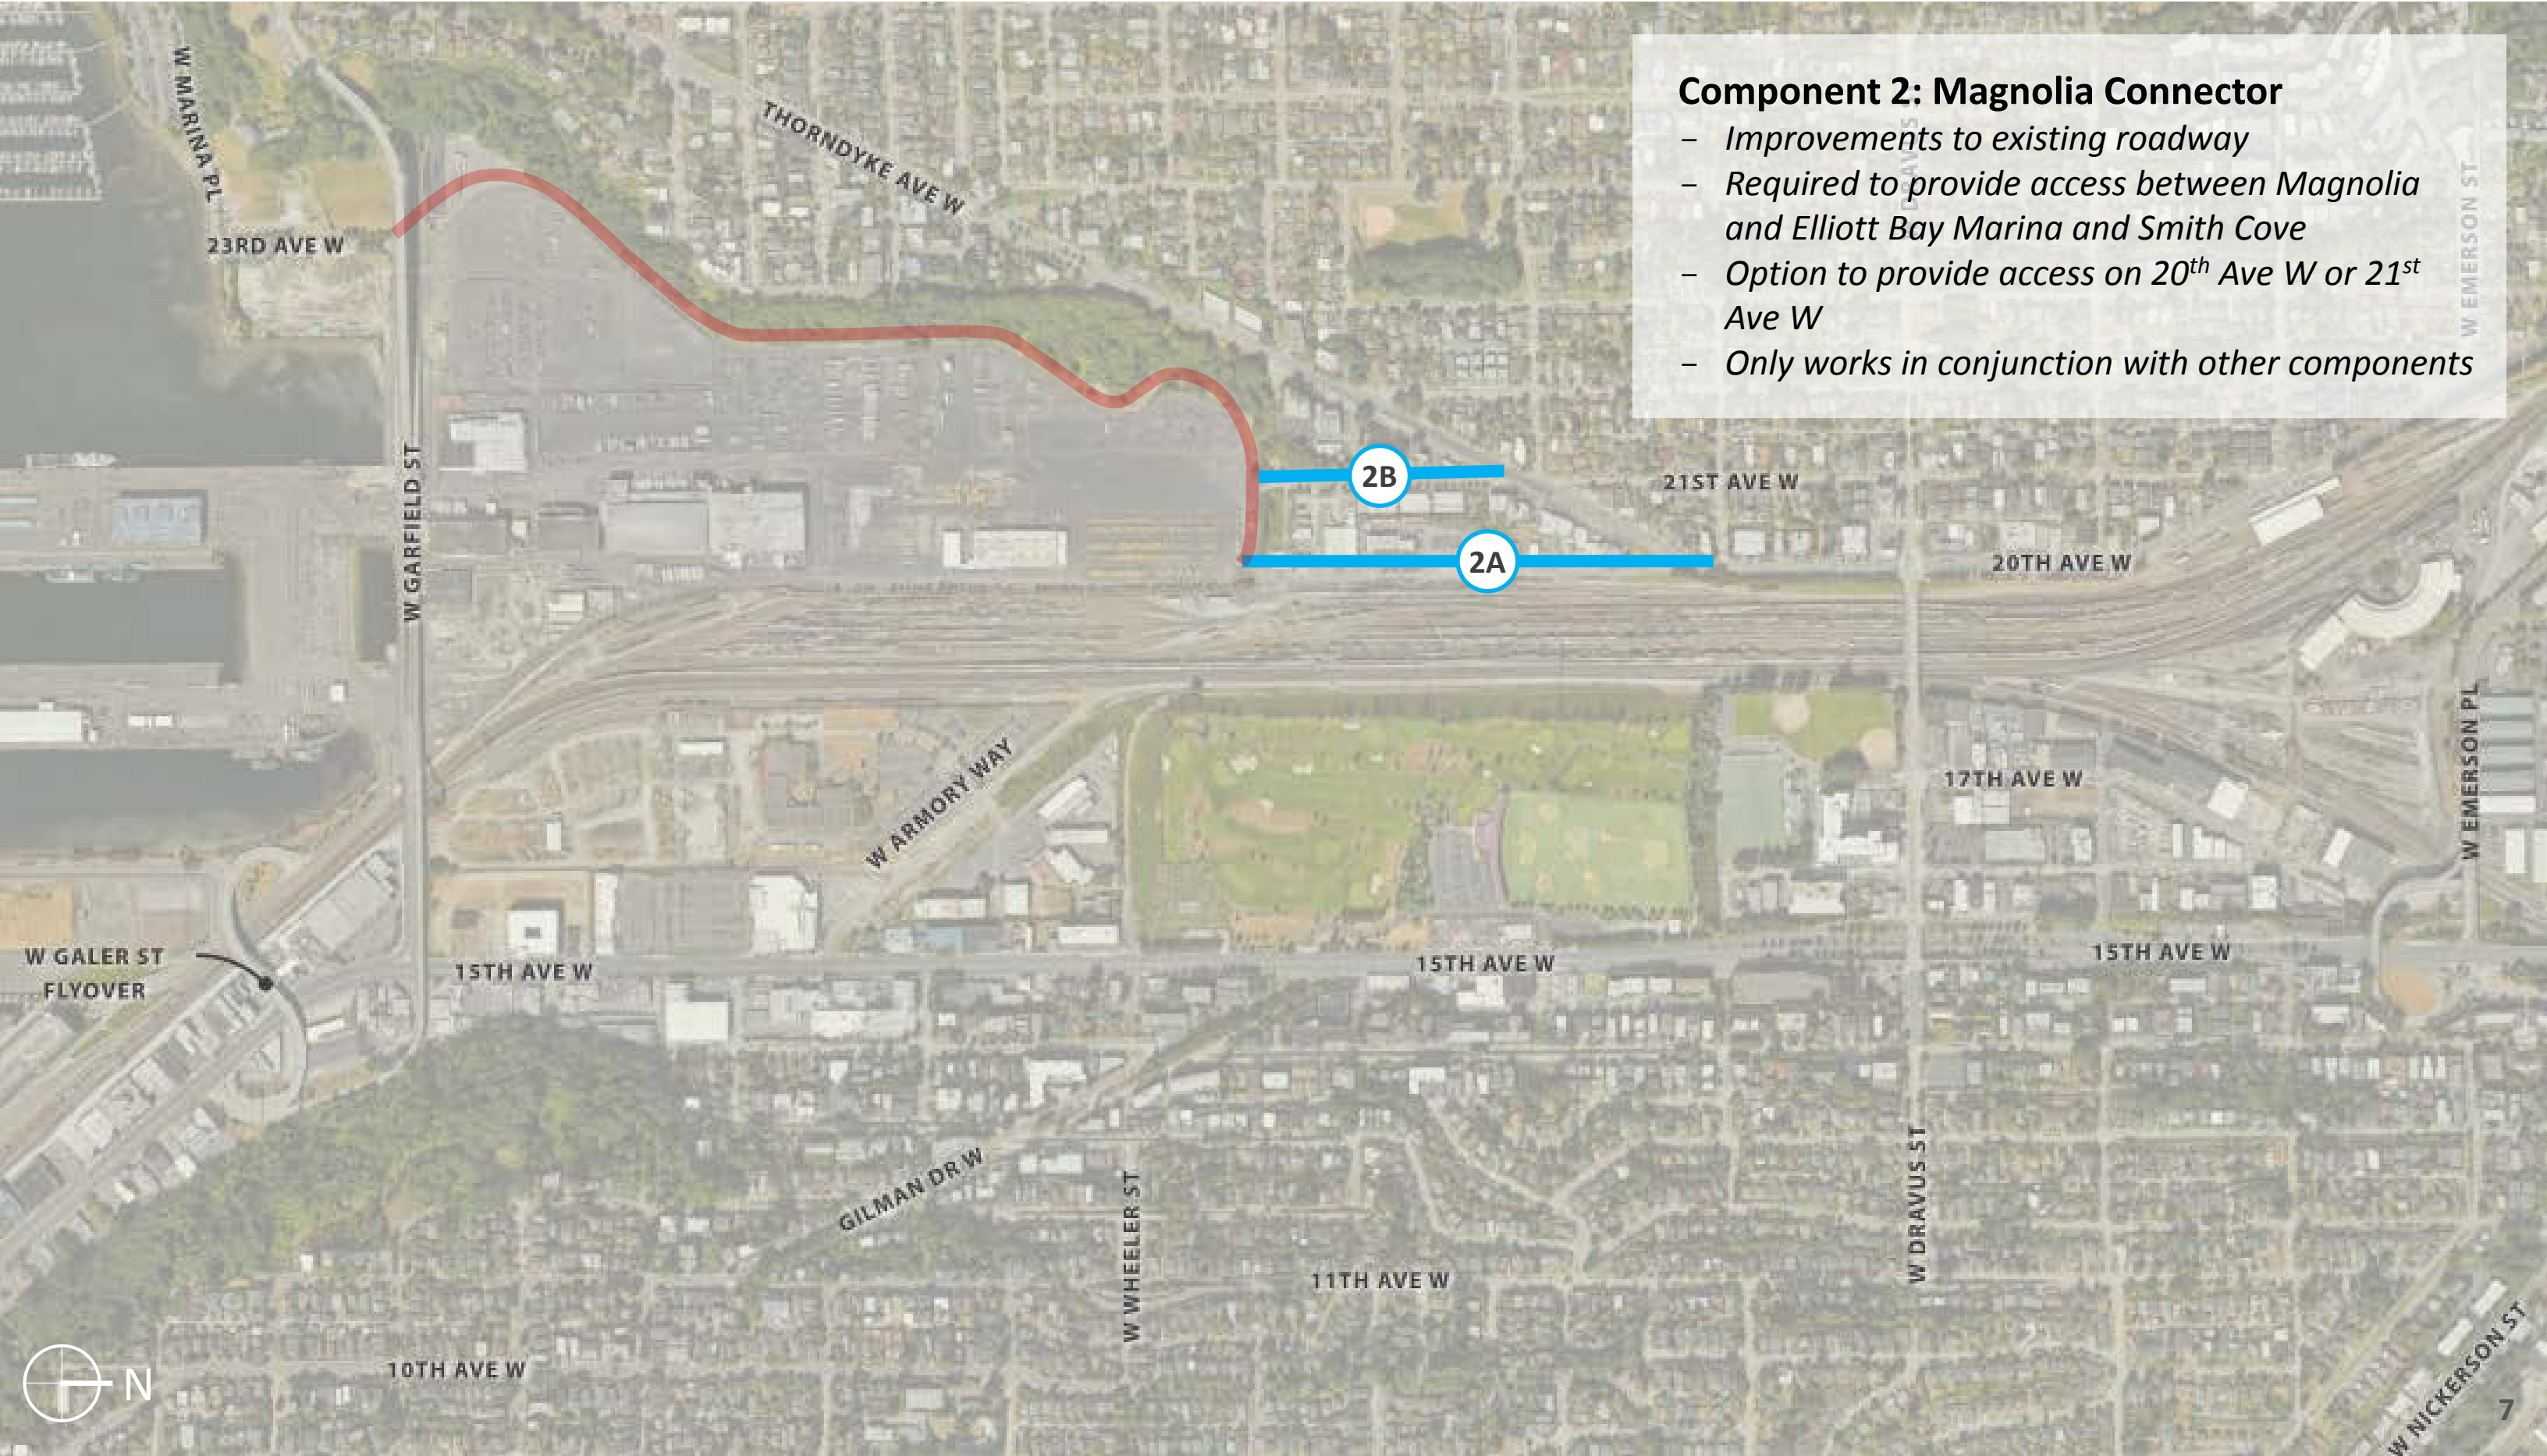 Component 2: Magnolia Connector
– Improvements to existing roadway
– Required to provide access between Magnolia
and Elliott Bay Marina and Smith Cove
– Option to provide access on 20th Ave W or 21st
Ave W
– Only works in conjunction with other components
W MARINA PL
THORNDYKE AVE W
W DRAVUS ST
W EMERSON ST
23RD AVE W
W GARFIELD ST
2B
21ST AVE W
2A
20TH AVE W
W ARMORY WAY
17TH AVE W
W EMERSON PL
W GALER ST
FLYOVER
15TH AVE W
15TH AVE W
15TH AVE W
GILMAN DR W
W WHEELER ST
W DRAVUS ST
11TH AVE W
10TH AVE W
W NICKERSON ST
N
7